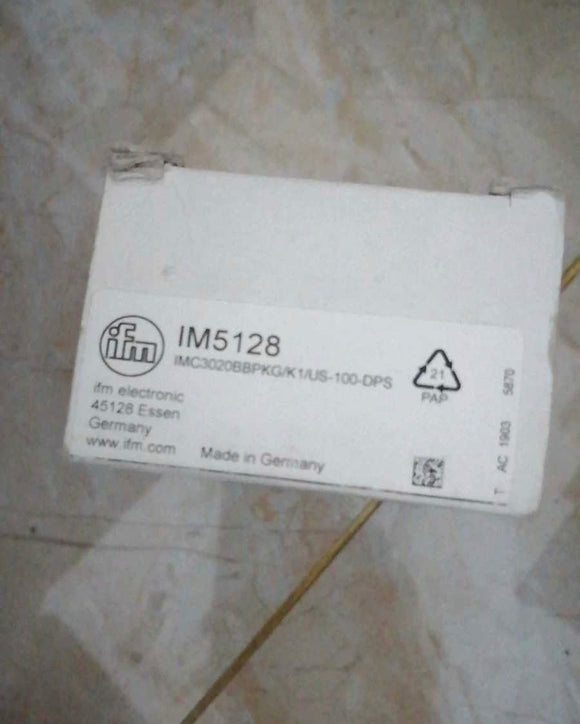 ifm
IM5128
IMC3020BBPKG/K1/US-100-DPS
ifm electronic
45128 Essen
Germany
www.ifm.com
Made in Germany
21
PAP
T AC 1903 5870